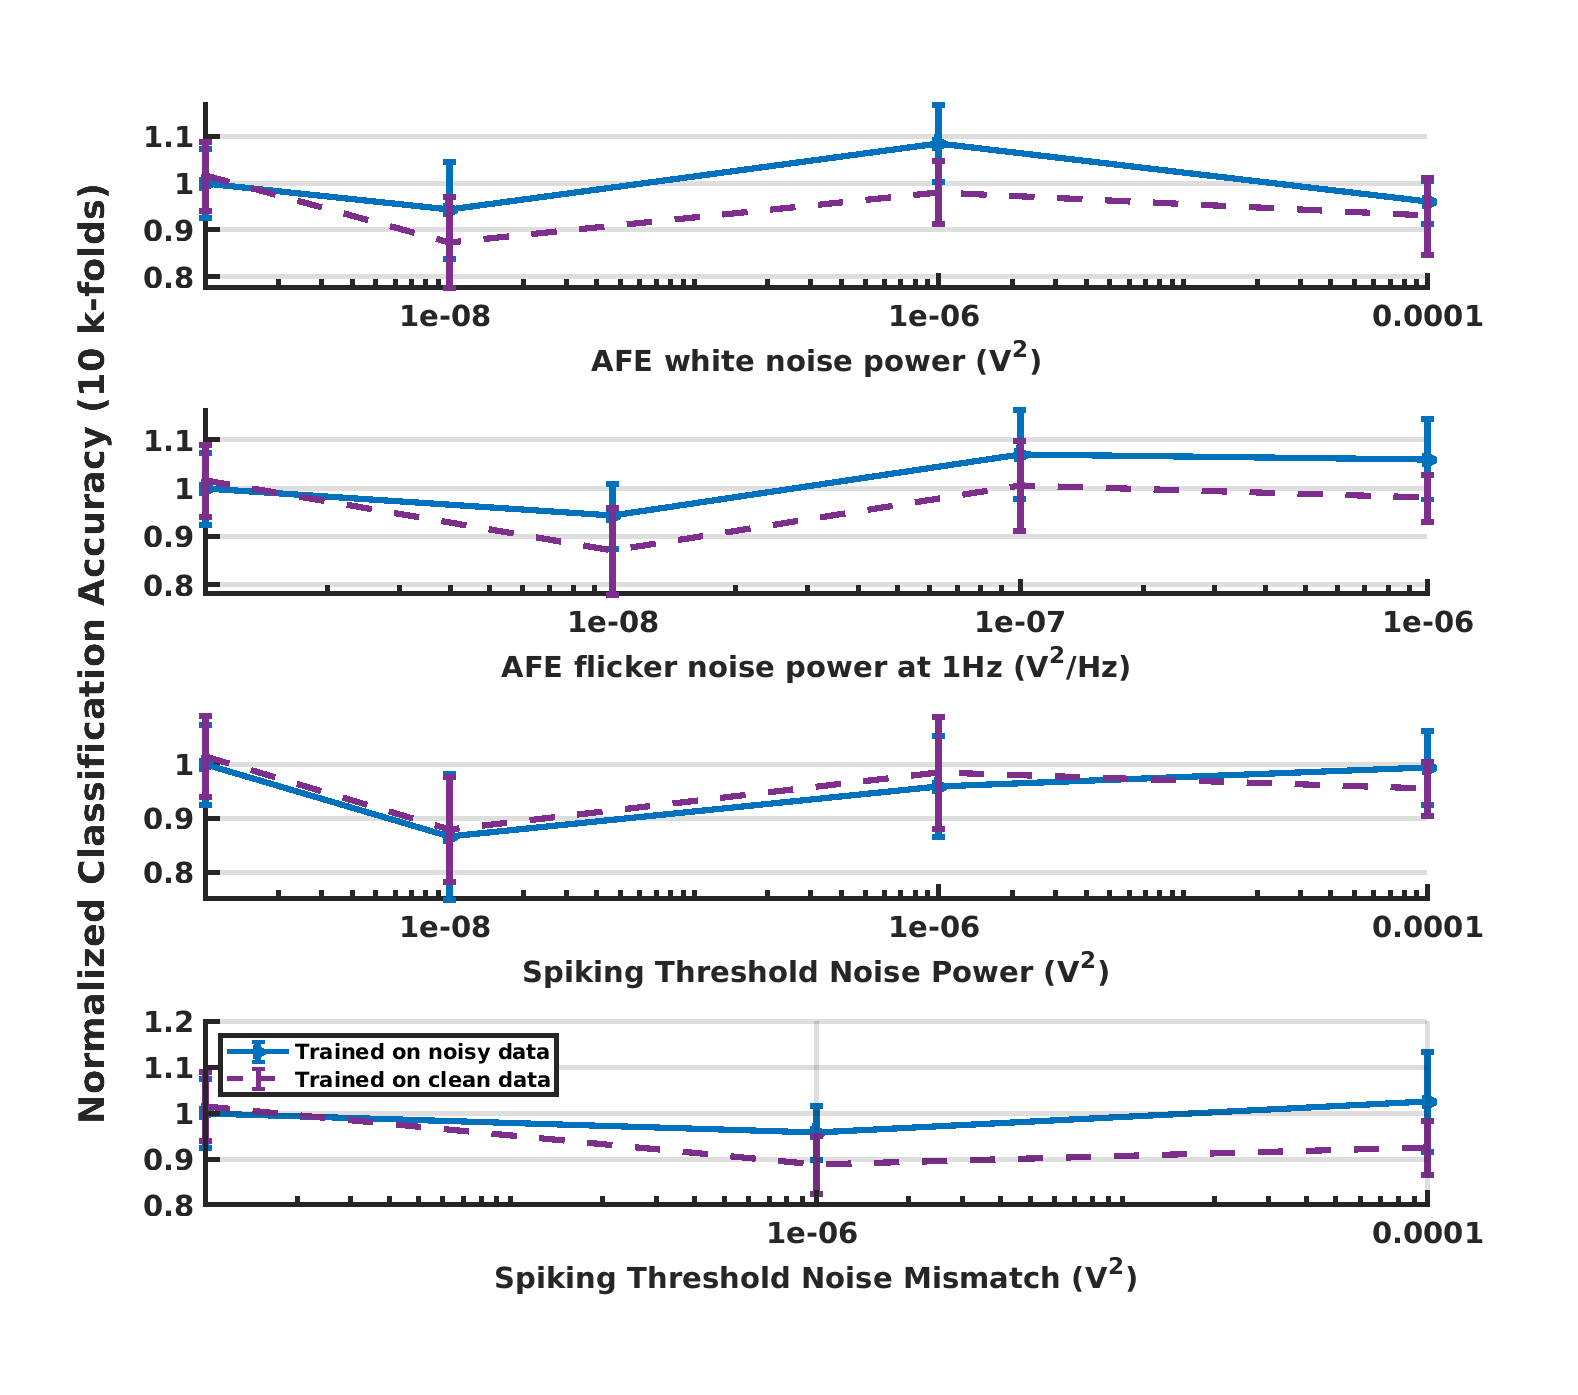 Normalized Classification Accuracy (10 k-folds)
1.1
1
0.9
0.8
1e-08 1e-06 0.0001
AFE white noise power (V²)
1.1
1
0.9
0.8
1e-08 1e-07 1e-06
AFE flicker noise power at 1Hz (V²/Hz)
1
0.9
0.8
1e-08 1e-06 0.0001
Spiking Threshold Noise Power (V²)
1.2
1.1
1
0.9
0.8
Trained on noisy data
Trained on clean data
1e-06 0.0001
Spiking Threshold Noise Mismatch (V²)